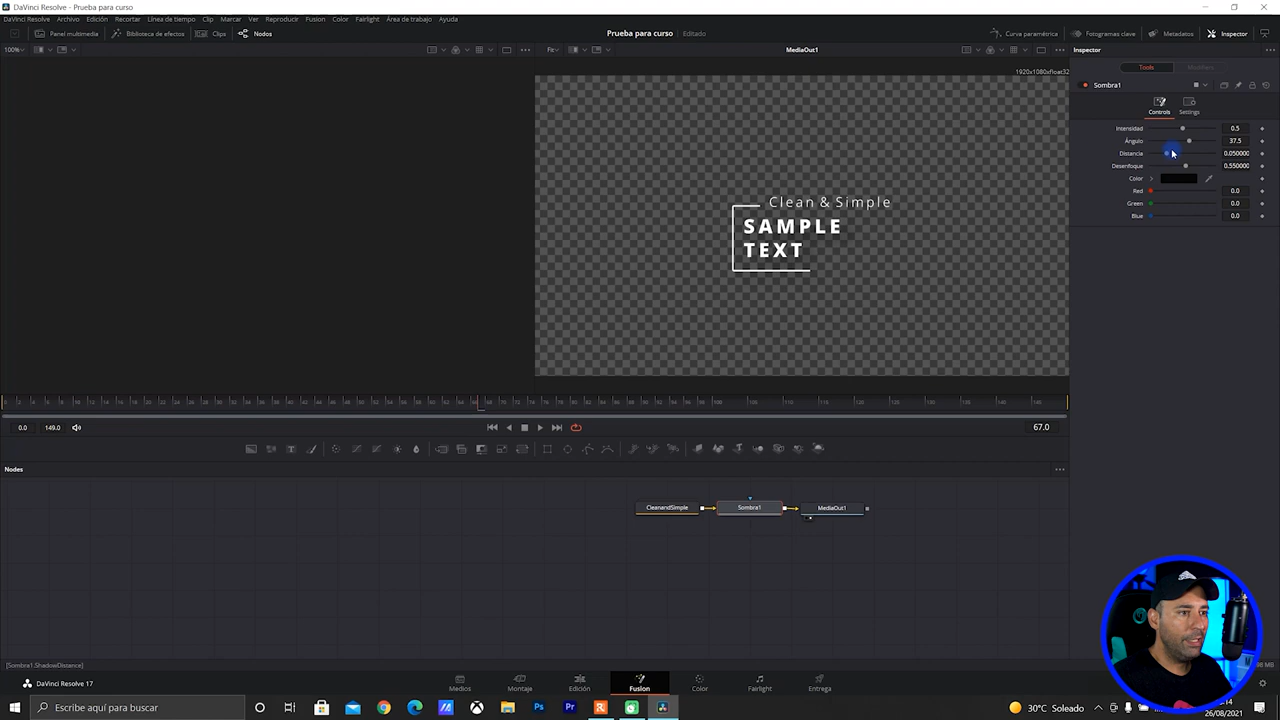 DaVinci Resolve - Prueba para curso
DaVinci Resolve Archivo Edición Recortar Línea de tiempo Clip Marcar Ver Reproducir Fusion Color Fairlight Área de trabajo Ayuda
Panel multimedia Biblioteca de efectos Clips Nodos Prueba para curso Editado Curva paramétrica Fotogramas clave Metadatos Inspector
100% MediaOut1 Inspector
Tools Modifiers
1920x1080xfloat32
Sombra1
Controls Settings
Intensidad 0.5
Ángulo 37.5
Distancia 0.050000
Desenfoque 0.550000
Color
Red 0.0
Green 0.0
Blue 0.0
Clean & Simple
SAMPLE
TEXT
0.0 149.0 67.0
Nodes
CleanandSimple Sombra1 MediaOut1
[Sombra1.ShadowDistance]
DaVinci Resolve 17
Medios Montaje Edición Fusion Color Fairlight Entrega
Escribe aquí para buscar
30°C Soleado
26/08/2021